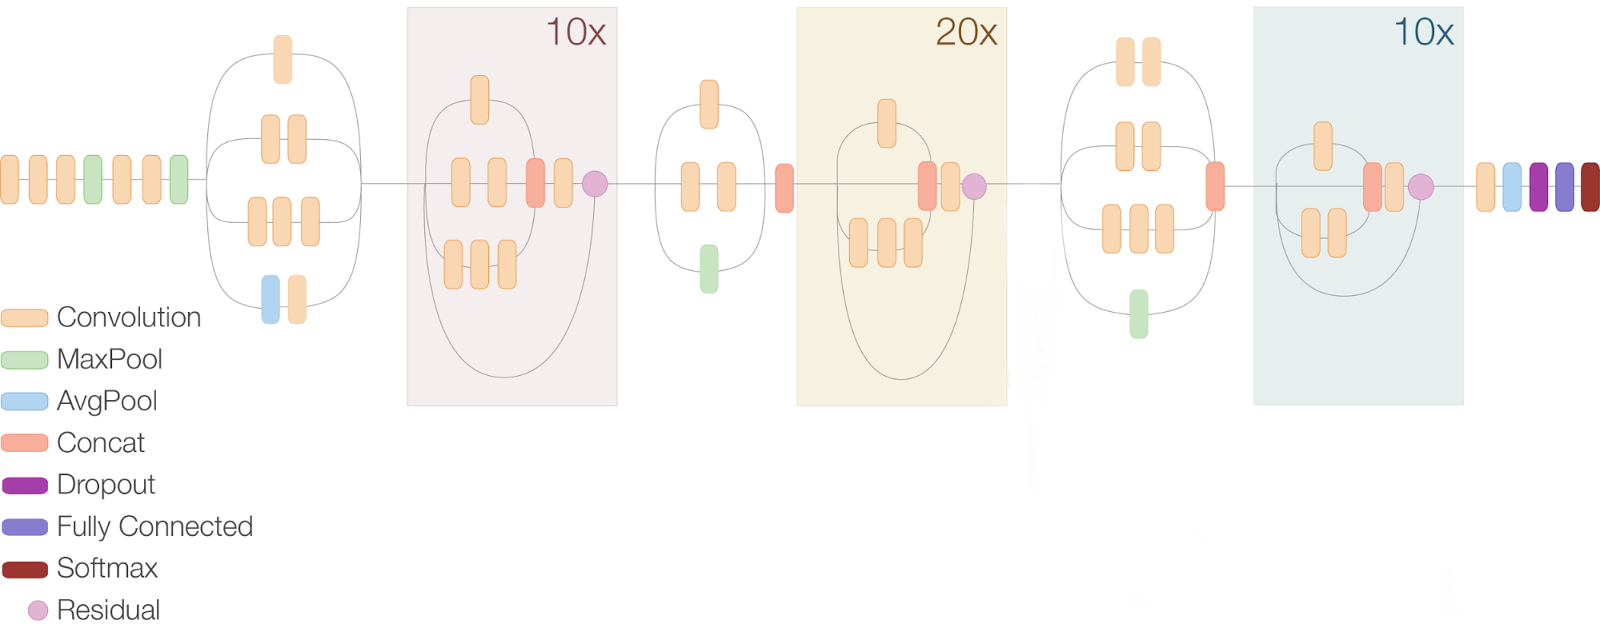 10x
20x
10x
Convolution
MaxPool
AvgPool
Concat
Dropout
Fully Connected
Softmax
Residual